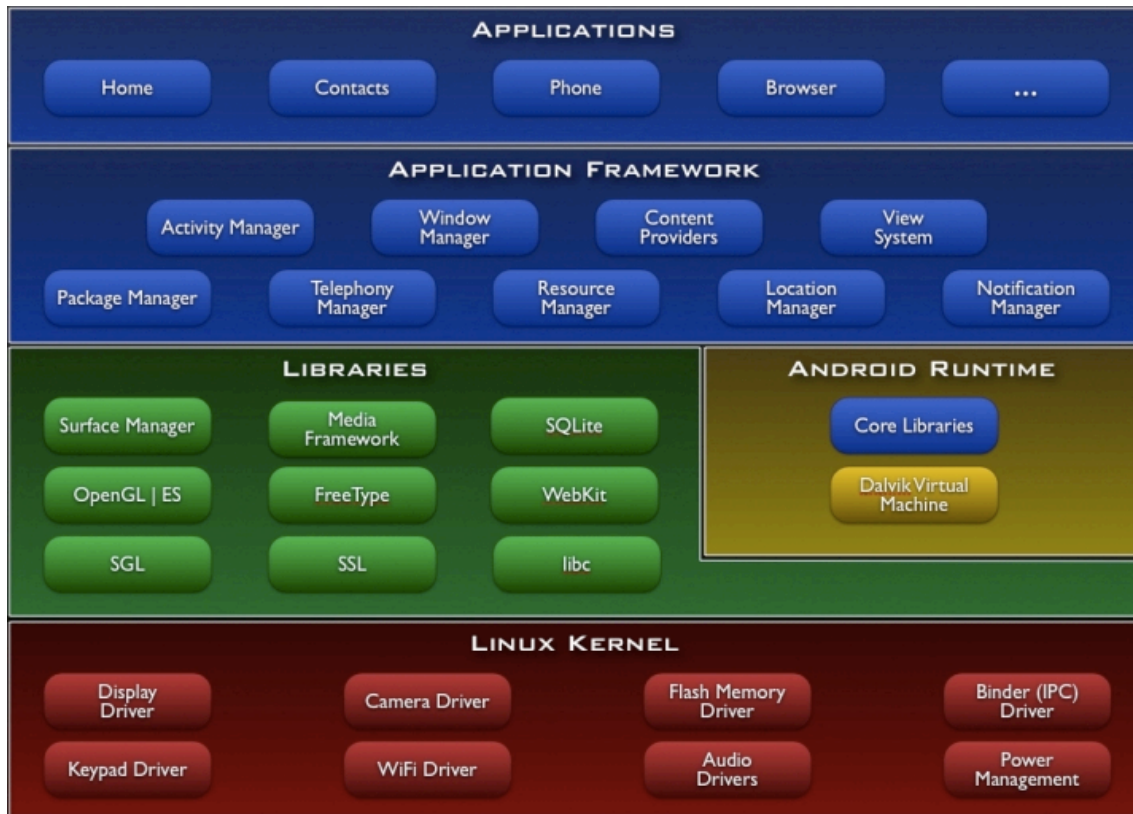 APPLICATIONS
Home
Contacts
Phone
Browser
...
APPLICATION FRAMEWORK
Activity Manager
Window
Manager
Content
Providers
View
System
Package Manager
Telephony
Manager
Resource
Manager
Location
Manager
Notification
Manager
LIBRARIES
Surface Manager
Media
Framework
SQLite
OpenGL | ES
FreeType
WebKit
SGL
SSL
libc
ANDROID RUNTIME
Core Libraries
Dalvik Virtual
Machine
LINUX KERNEL
Display
Driver
Camera Driver
Flash Memory
Driver
Binder (IPC)
Driver
Keypad Driver
WiFi Driver
Audio
Drivers
Power
Management